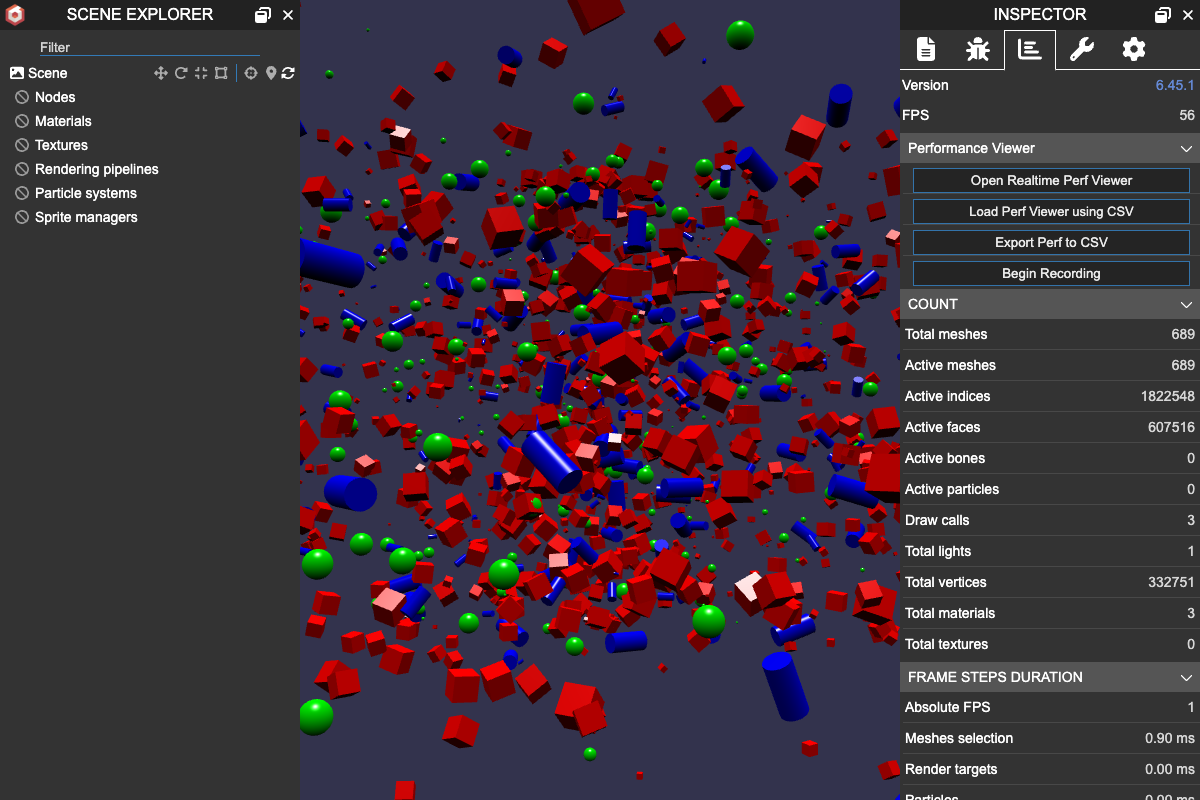 SCENE EXPLORER
Filter
Scene
Nodes
Materials
Textures
Rendering pipelines
Particle systems
Sprite managers
INSPECTOR
Version 6.45.1
FPS 56
Performance Viewer
Open Realtime Perf Viewer
Load Perf Viewer using CSV
Export Perf to CSV
Begin Recording
COUNT
Total meshes 689
Active meshes 689
Active indices 1822548
Active faces 607516
Active bones 0
Active particles 0
Draw calls 3
Total lights 1
Total vertices 332751
Total materials 3
Total textures 0
FRAME STEPS DURATION
Absolute FPS 1
Meshes selection 0.90 ms
Render targets 0.00 ms
Particles 0.00 ms